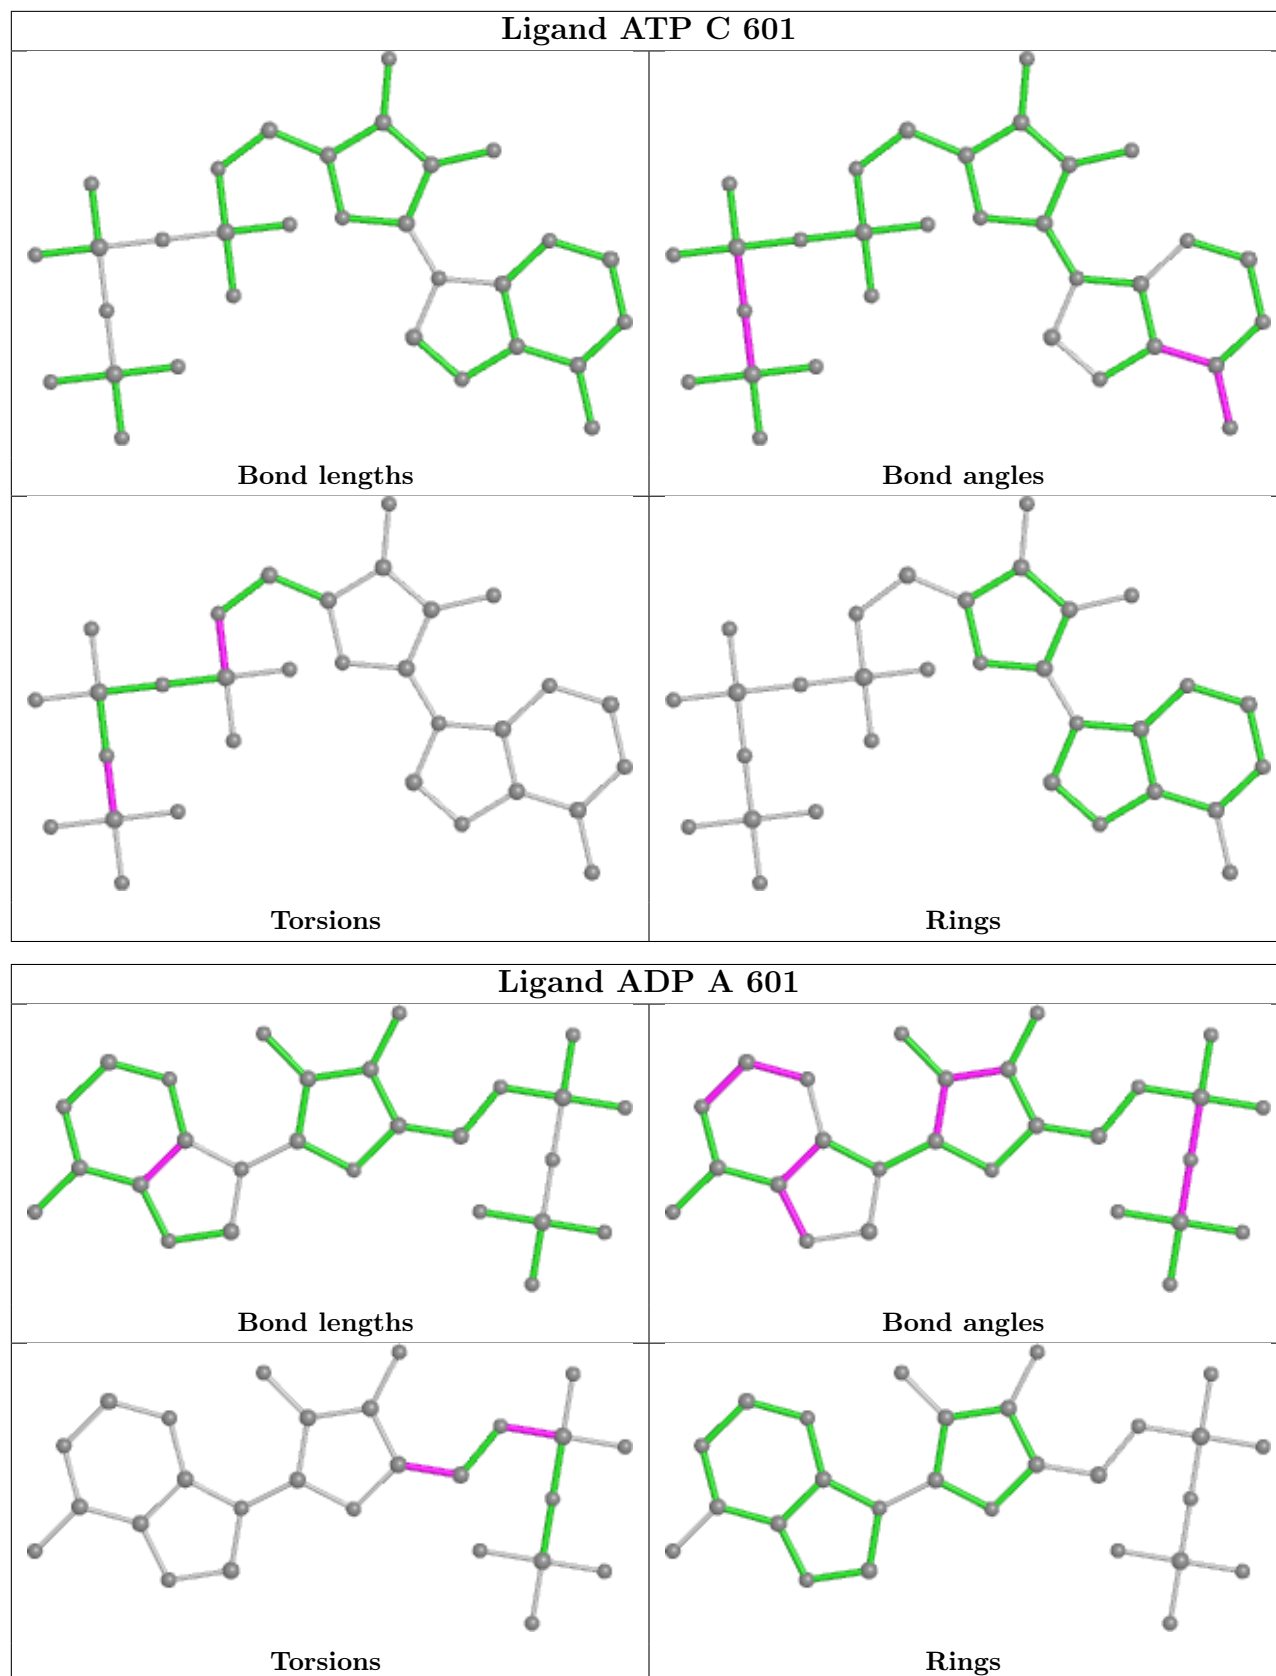 Ligand ATP C 601
Bond lengths
Bond angles
Torsions
Rings
Ligand ADP A 601
Bond lengths
Bond angles
Torsions
Rings